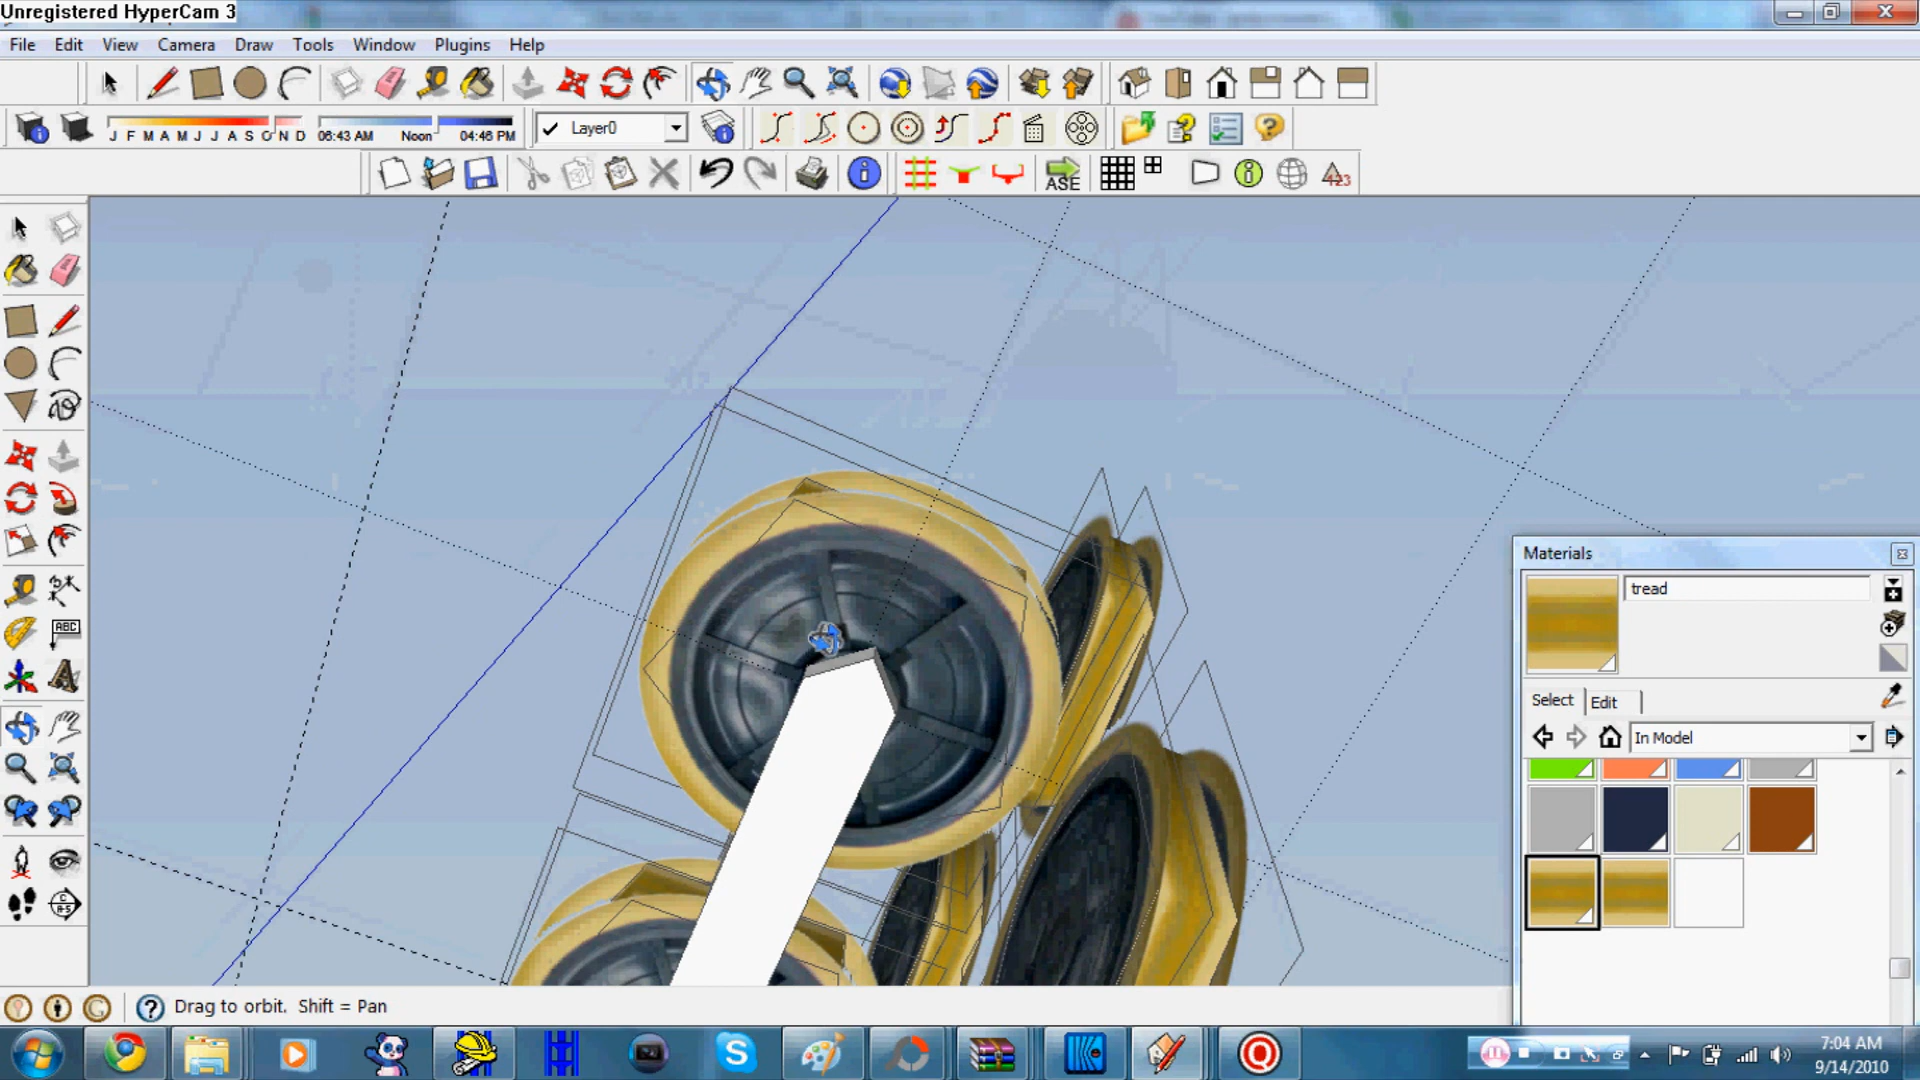 Unregistered HyperCam 3
File Edit View Camera Draw Tools Window Plugins Help
J F M A M J J A S O N D 06:43 AM Noon 04:46 PM Layer0
ASE 123
Materials
tread
ABC
Select Edit
In Model
Drag to orbit. Shift = Pan
7:04 AM
9/14/2010